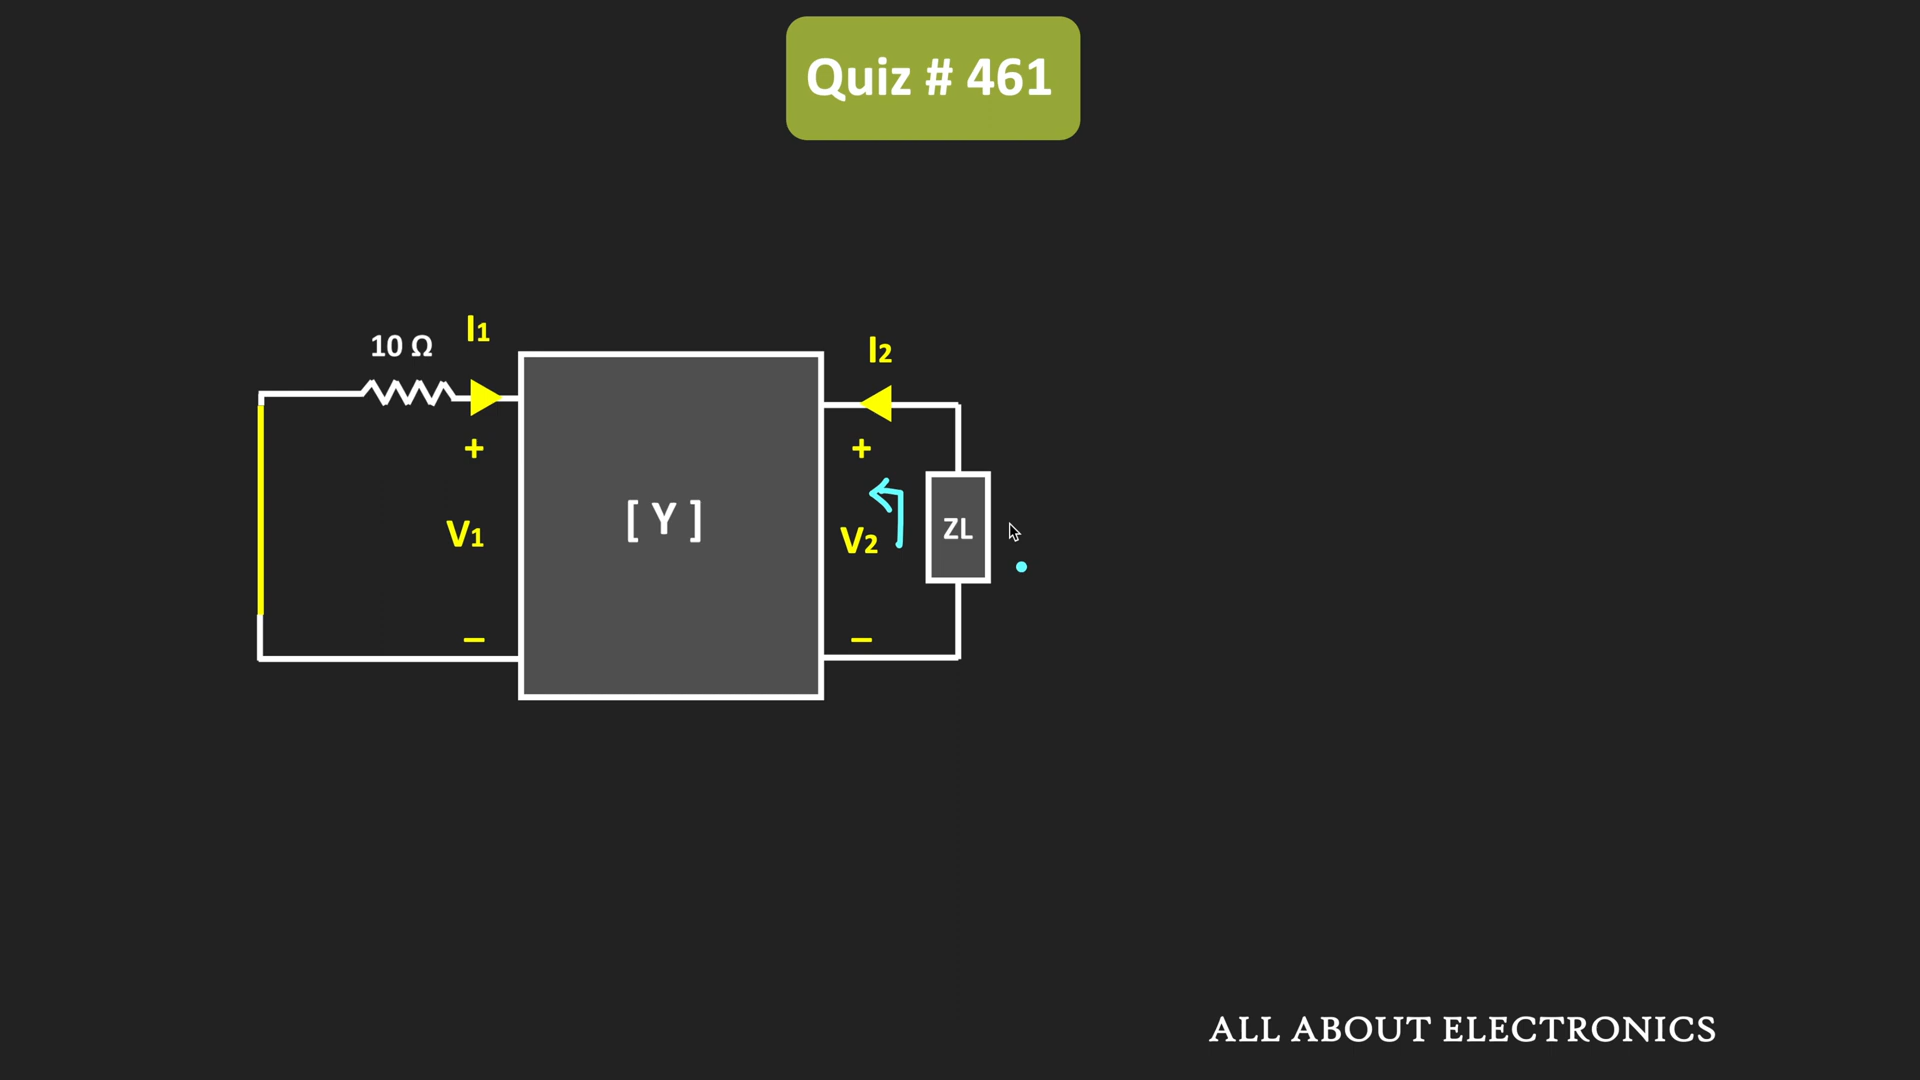 Quiz # 461
I1
10 Ω
I2
+
+
[ Y ]
V1
V2
ZL
–
–
ALL ABOUT ELECTRONICS